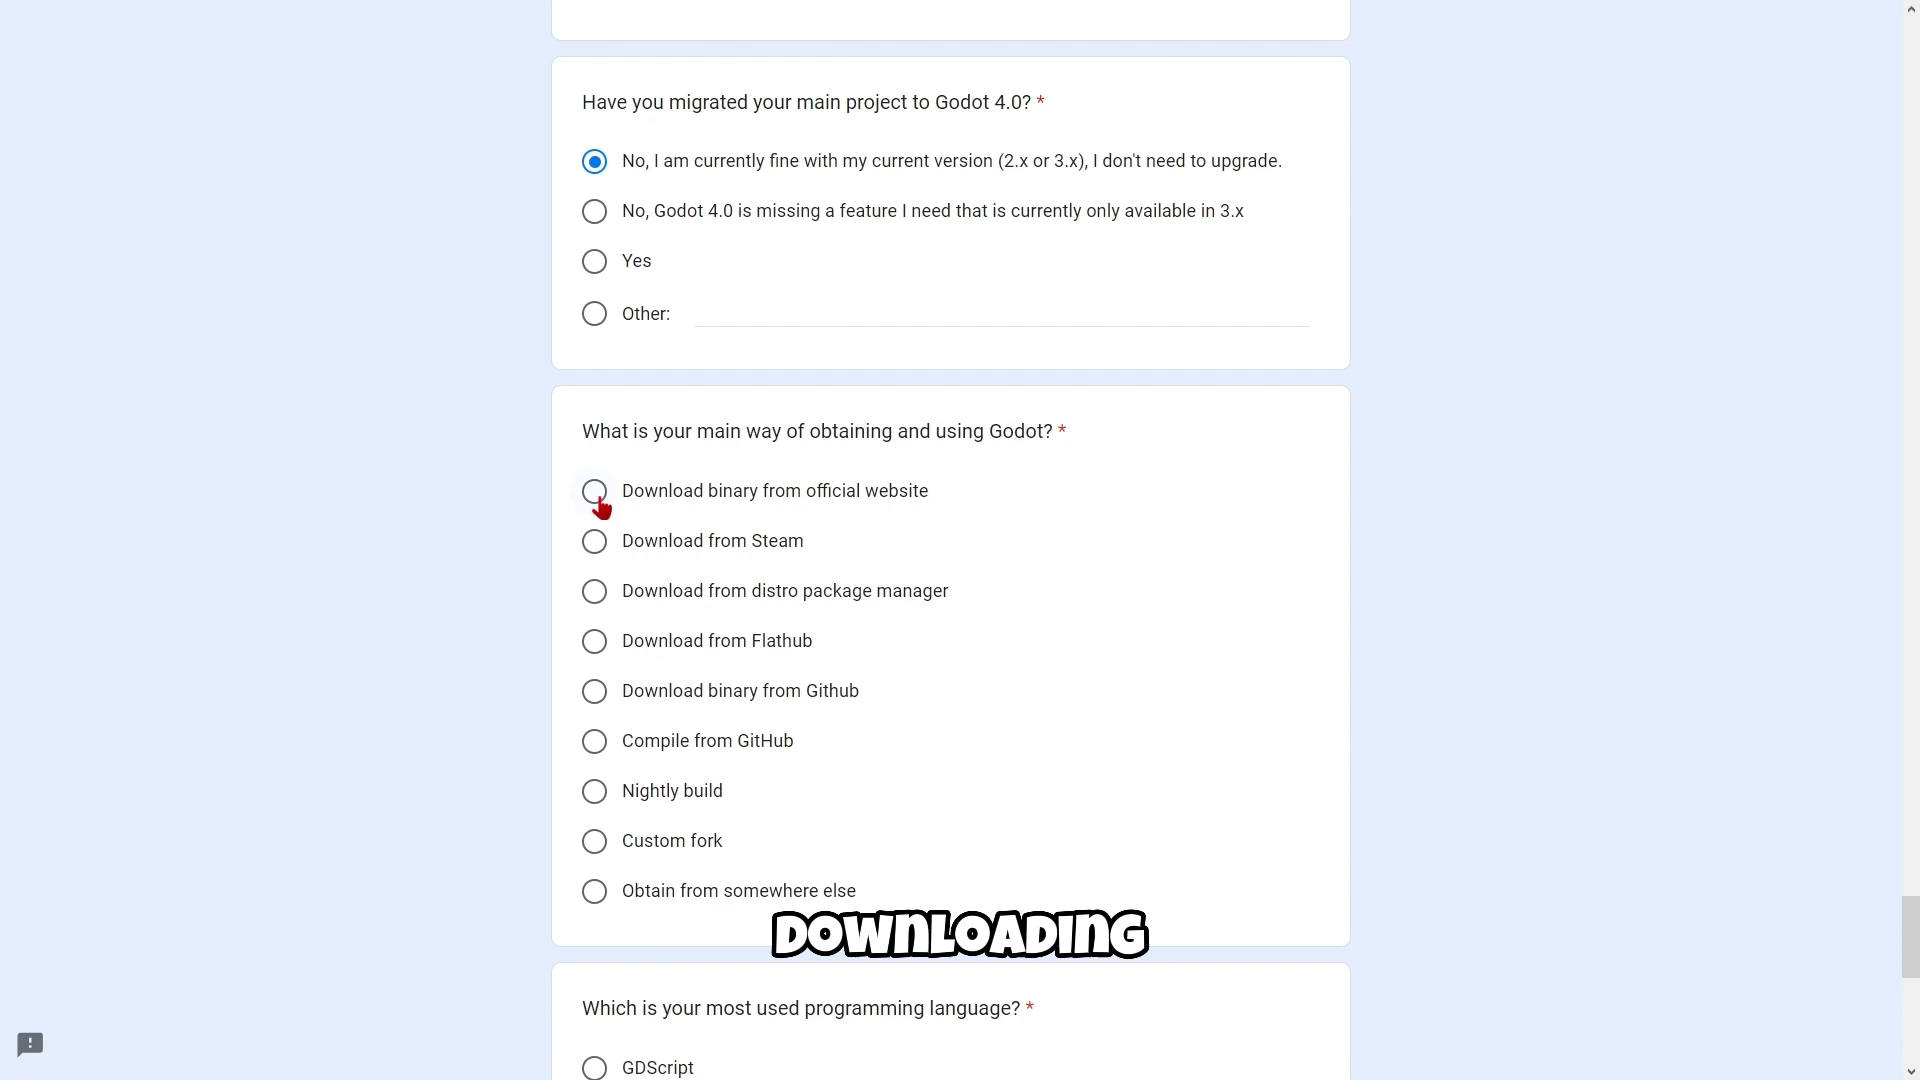 Have you migrated your main project to Godot 4.0? *
No, I am currently fine with my current version (2.x or 3.x), I don't need to upgrade.
No, Godot 4.0 is missing a feature I need that is currently only available in 3.x
Yes
Other:
What is your main way of obtaining and using Godot? *
Download binary from official website
Download from Steam
Download from distro package manager
Download from Flathub
Download binary from Github
Compile from GitHub
Nightly build
Custom fork
Obtain from somewhere else
DOWNLOADING
Which is your most used programming language? *
GDScript